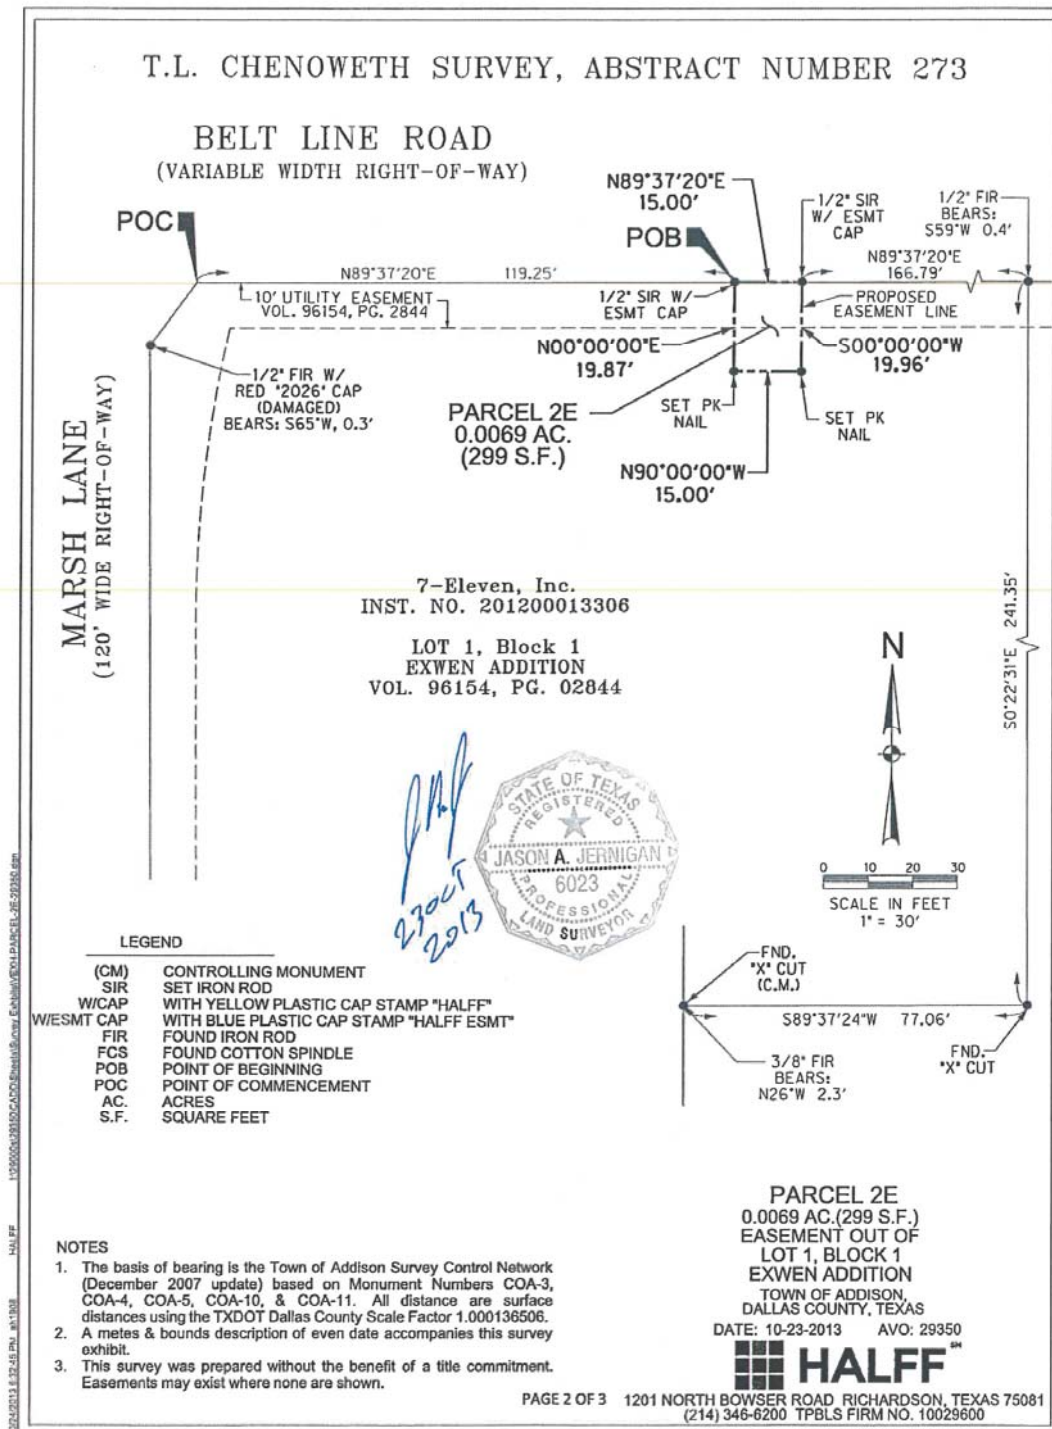 T.L. CHENOWETH SURVEY, ABSTRACT NUMBER 273
BELT LINE ROAD
(VARIABLE WIDTH RIGHT-OF-WAY)
POC
N89°37'20"E 119.25'
10' UTILITY EASEMENT
VOL. 96154, PG. 2844
N89°37'20"E
15.00'
POB
1/2" SIR
W/ ESMT
CAP
1/2" FIR
BEARS:
S59°W 0.4'
N89°37'20"E
166.79'
1/2" SIR W/
ESMT CAP
PROPOSED
EASEMENT LINE
N00°00'00"E
19.87'
S00°00'00"W
19.96'
1/2" FIR W/
RED "2026" CAP
(DAMAGED)
BEARS: S65°W, 0.3'
PARCEL 2E
0.0069 AC.
(299 S.F.)
SET PK
NAIL
SET PK
NAIL
N90°00'00"W
15.00'
MARSH LANE
(120' WIDE RIGHT-OF-WAY)
7-Eleven, Inc.
INST. NO. 201200013306
LOT 1, Block 1
EXWEN ADDITION
VOL. 96154, PG. 02844
S0°22'31"E 241.35'
N
0 10 20 30
SCALE IN FEET
1" = 30'
STATE OF TEXAS
REGISTERED
JASON A. JERNIGAN
6023
PROFESSIONAL
LAND SURVEYOR
23 OCT
2013
FND.
"X" CUT
(C.M.)
S89°37'24"W 77.06'
3/8" FIR
BEARS:
N26°W 2.3'
FND.
"X" CUT
LEGEND
(CM) CONTROLLING MONUMENT
SIR SET IRON ROD
W/CAP WITH YELLOW PLASTIC CAP STAMP "HALFF"
W/ESMT CAP WITH BLUE PLASTIC CAP STAMP "HALFF ESMT"
FIR FOUND IRON ROD
FCS FOUND COTTON SPINDLE
POB POINT OF BEGINNING
POC POINT OF COMMENCEMENT
AC. ACRES
S.F. SQUARE FEET
NOTES
1. The basis of bearing is the Town of Addison Survey Control Network
(December 2007 update) based on Monument Numbers COA-3,
COA-4, COA-5, COA-10, & COA-11. All distance are surface
distances using the TXDOT Dallas County Scale Factor 1.000136506.
2. A metes & bounds description of even date accompanies this survey
exhibit.
3. This survey was prepared without the benefit of a title commitment.
Easements may exist where none are shown.
PARCEL 2E
0.0069 AC.(299 S.F.)
EASEMENT OUT OF
LOT 1, BLOCK 1
EXWEN ADDITION
TOWN OF ADDISON,
DALLAS COUNTY, TEXAS
DATE: 10-23-2013 AVO: 29350
HALFF SM
PAGE 2 OF 3 1201 NORTH BOWSER ROAD RICHARDSON, TEXAS 75081
(214) 346-6200 TPBLS FIRM NO. 10029600
HALFF